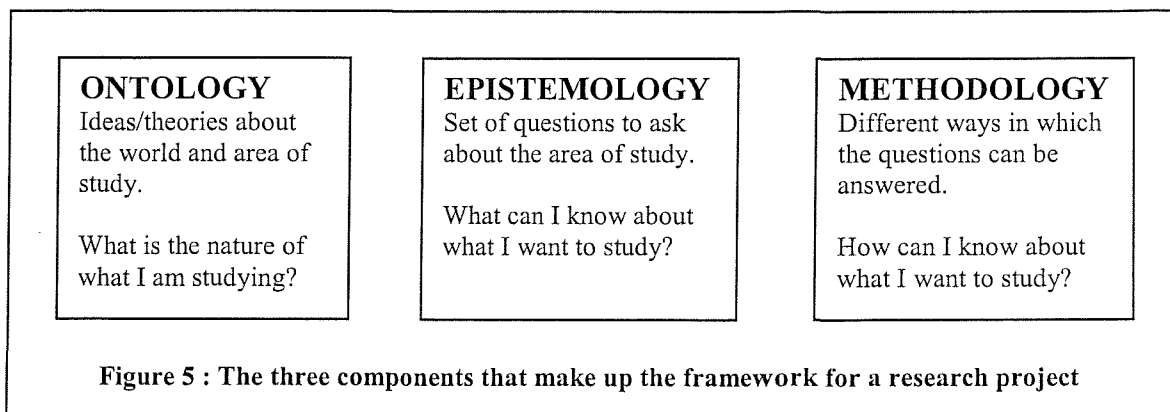 ONTOLOGY
Ideas/theories about
the world and area of
study.
What is the nature of
what I am studying?
EPISTEMOLOGY
Set of questions to ask
about the area of study.
What can I know about
what I want to study?
METHODOLOGY
Different ways in which
the questions can be
answered.
How can I know about
what I want to study?
Figure 5 : The three components that make up the framework for a research project